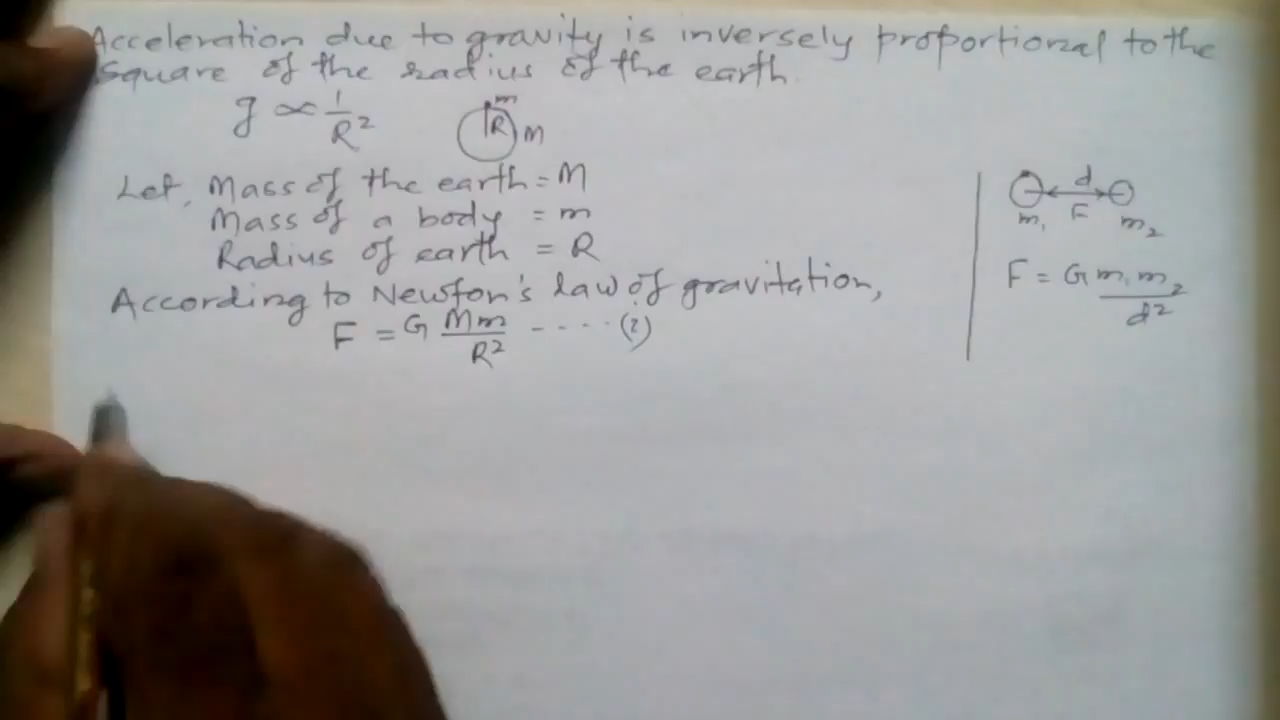 Acceleration due to gravity is inversely proportional to the
square of the radius of the earth.
g ∝ 1/R²
m
R M
Let, Mass of the earth = M
Mass of a body = m
Radius of earth = R
According to Newton's law of gravitation,
F = G Mm/R² - - - - - (i)
d
F
m₁ m₂
F = G m₁m₂/d²